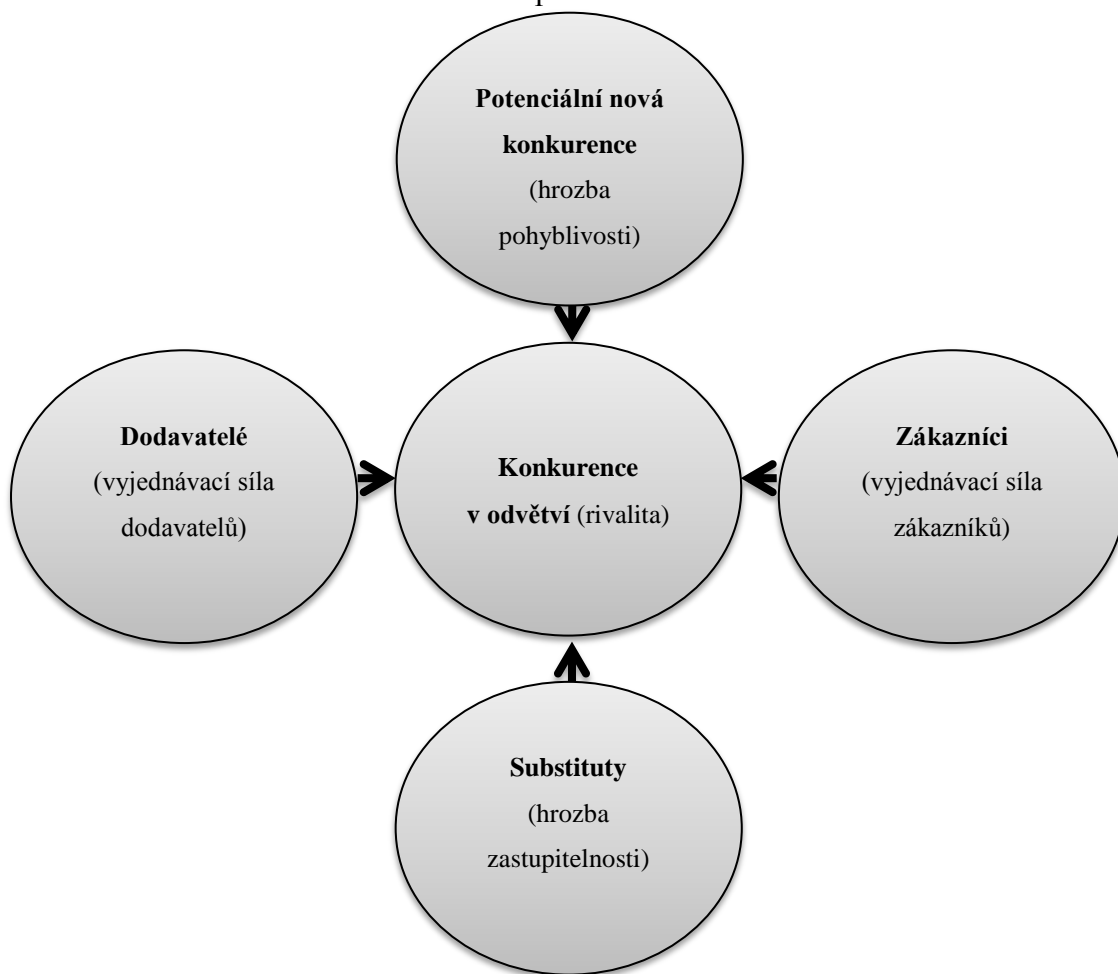 Potenciální nová
konkurence
(hrozba
pohyblivosti)
Dodavatelé
(vyjednávací síla
dodavatelů)
Konkurence
v odvětví (rivalita)
Zákazníci
(vyjednávací síla
zákazníků)
Substituty
(hrozba
zastupitelnosti)